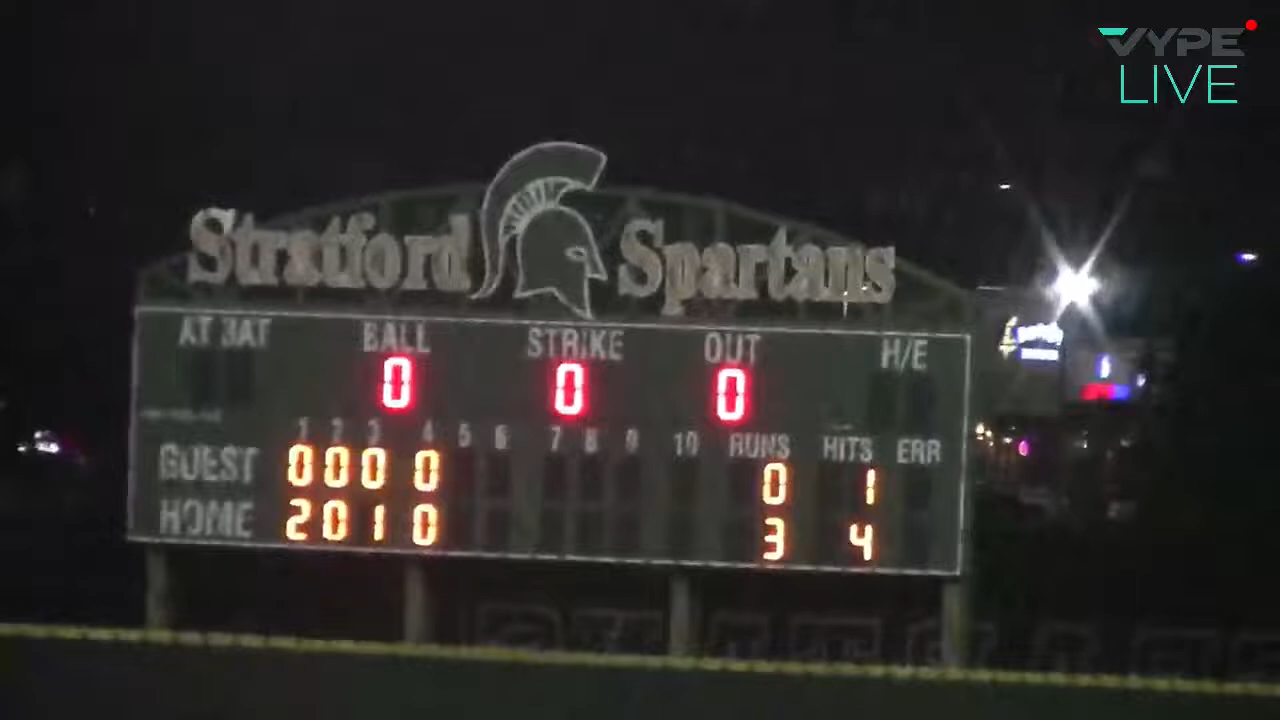 VYPE
LIVE
Stratford Spartans
AT BAT BALL STRIKE OUT H/E
0 0 0
1 2 3 4 5 6 7 8 9 10 RUNS HITS ERR
GUEST 0 0 0 0 0 1
HOME 2 0 1 0 3 4